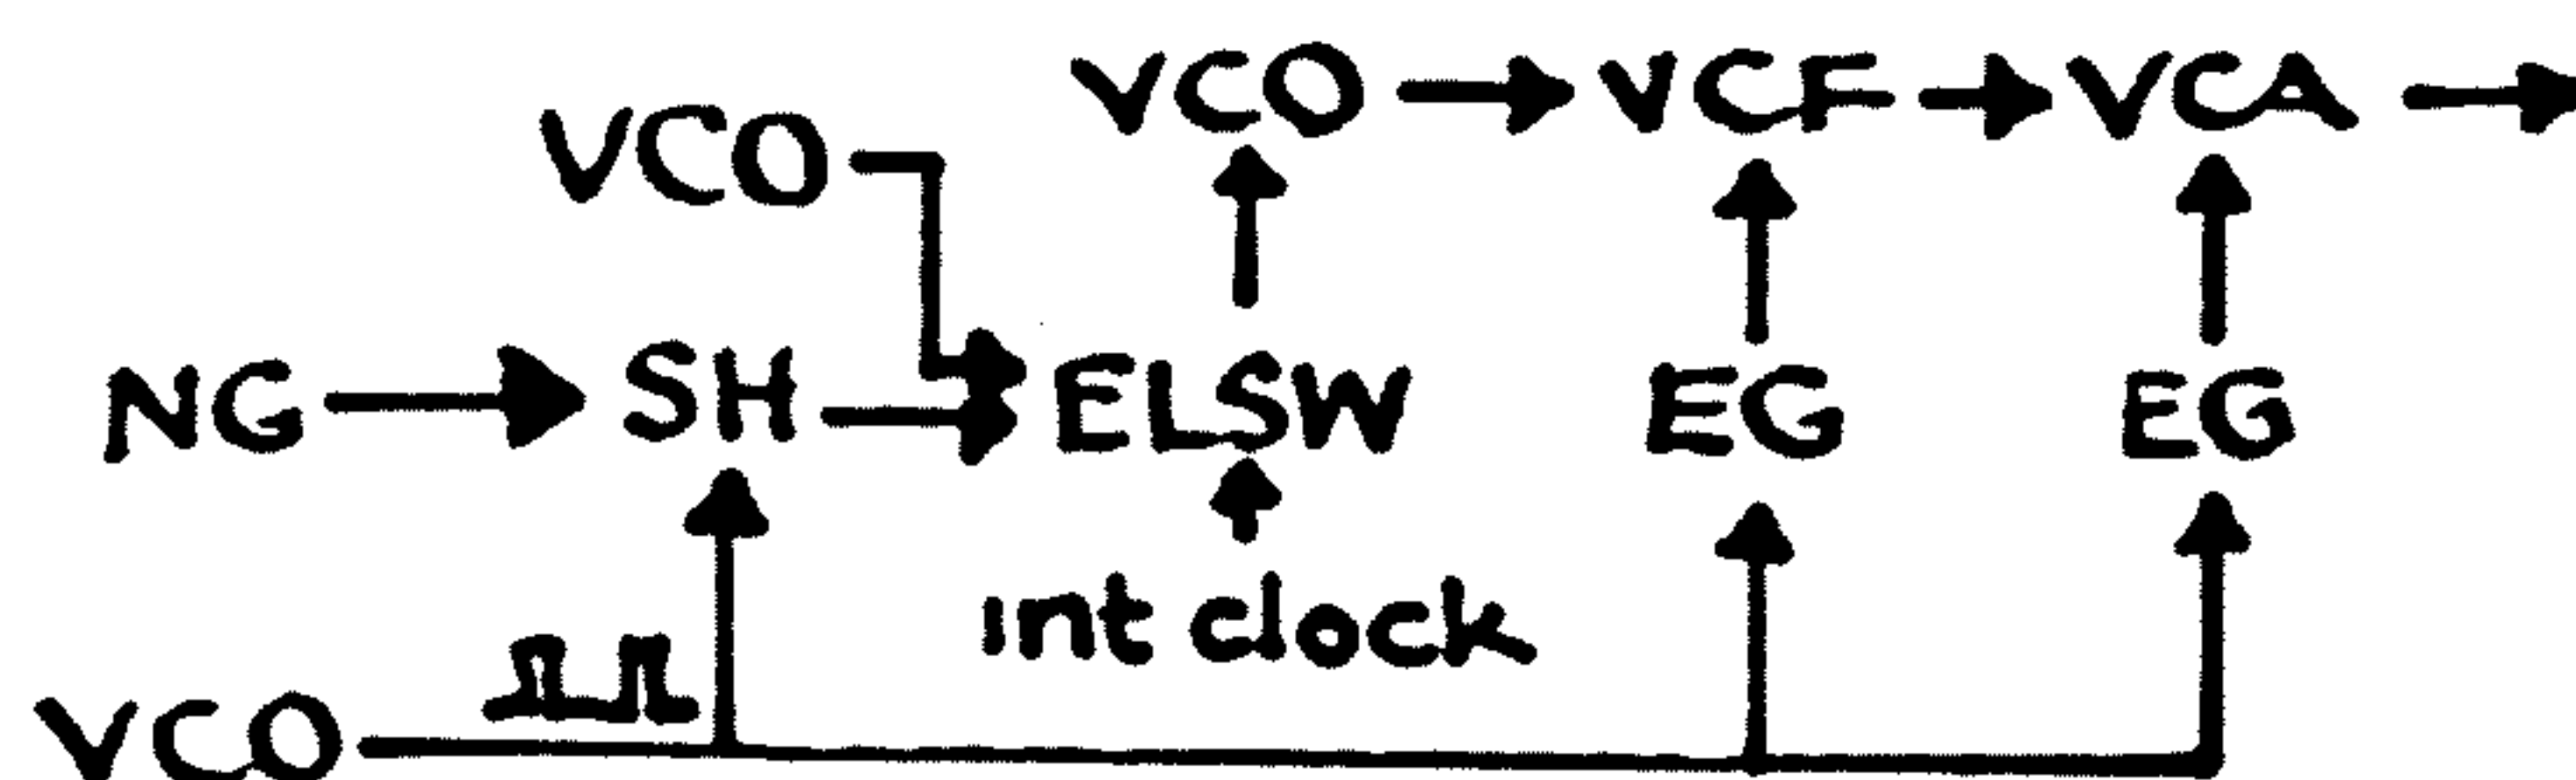 VCO → VCF → VCA →
VCO
NG → SH → ELSW EG EG
int clock
VCO